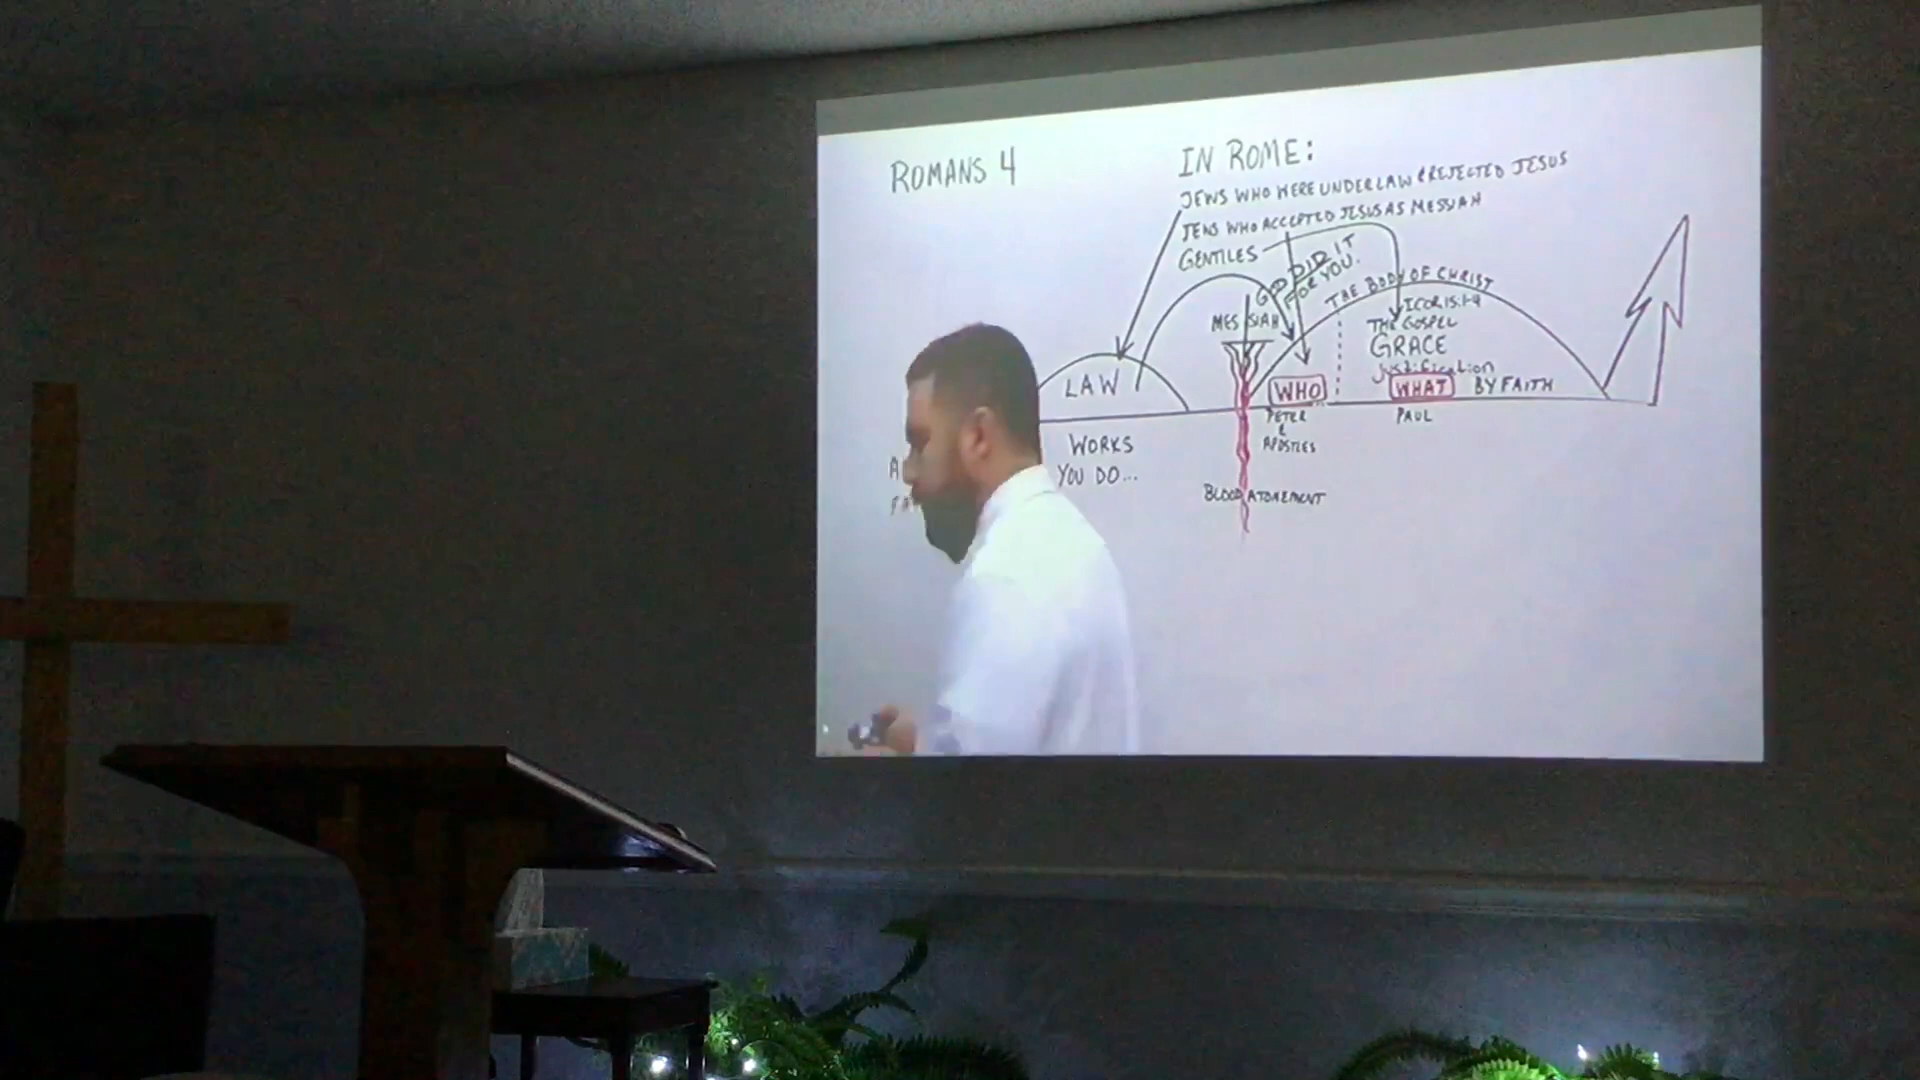 ROMANS 4
IN ROME:
JEWS WHO WERE UNDER LAW & REJECTED JESUS
JEWS WHO ACCEPTED JESUS AS MESSIAH
GENTILES
GOD DID IT
FOR YOU.
THE BODY OF CHRIST
I COR 15:1-4
MESSIAH
THE GOSPEL
GRACE
Justification
LAW
WHO
WHAT BY FAITH
PETER
&
APOSTLES
PAUL
WORKS
YOU DO...
BLOOD ATONEMENT